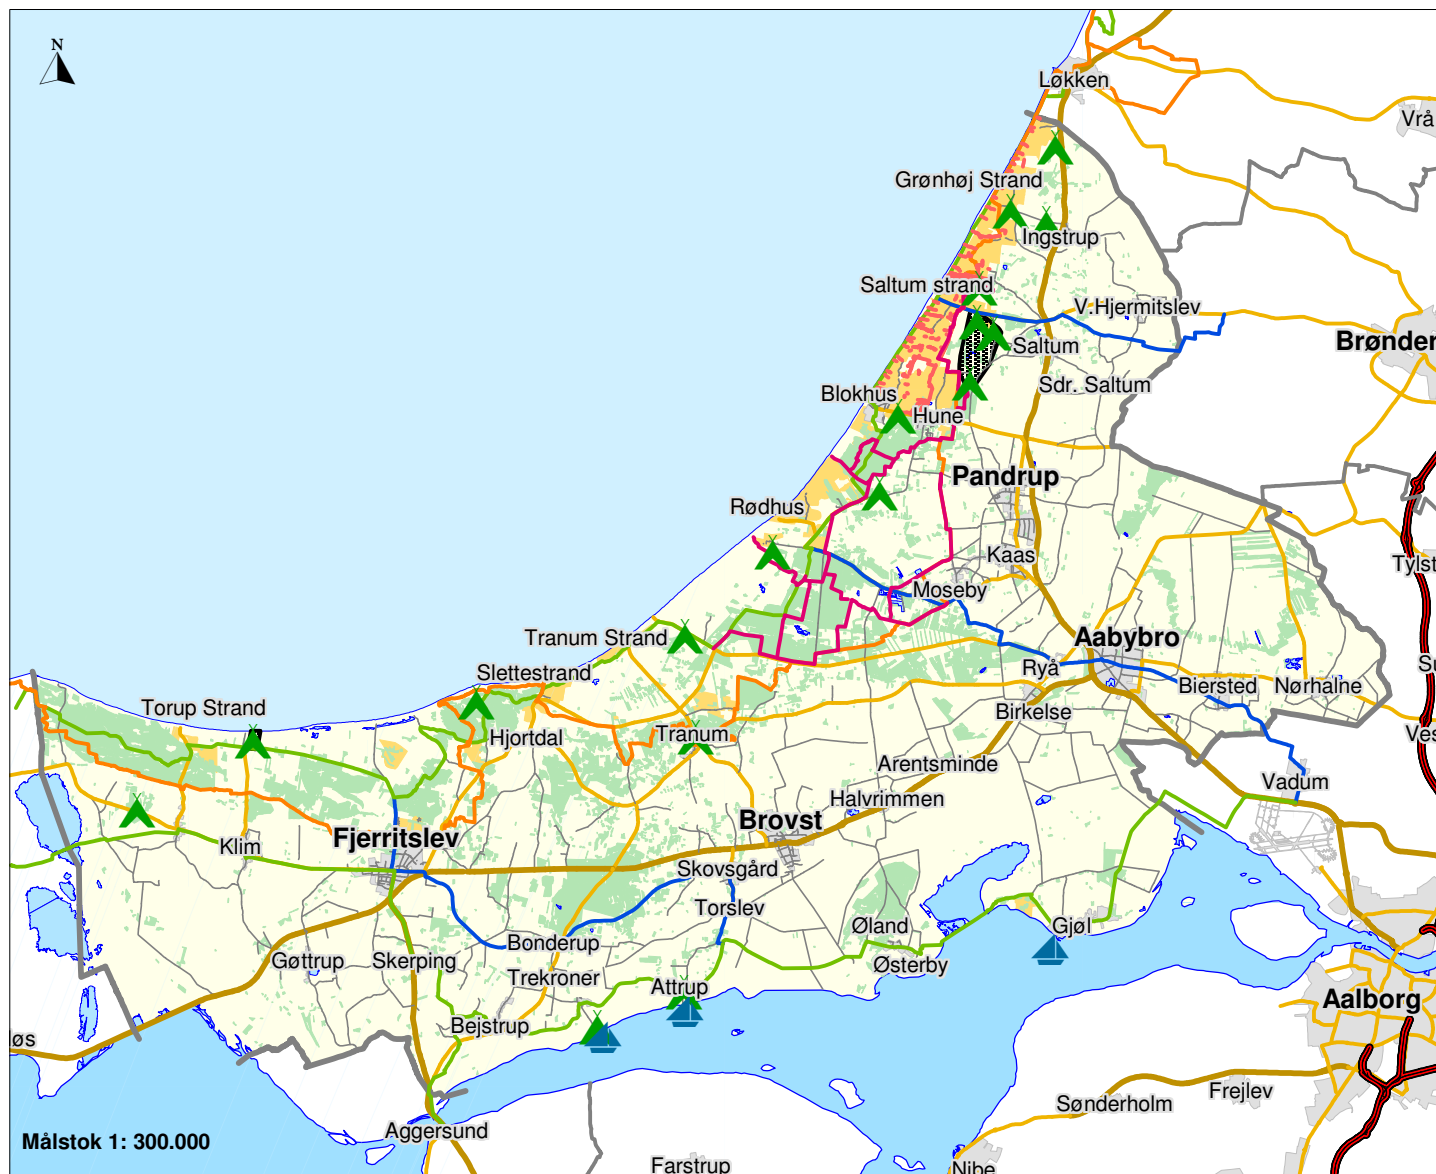 N
Løkken
Vrå
Grønhøj Strand
Ingstrup
Saltum strand
V.Hjermitslev
Brønder
Saltum
Sdr. Saltum
Blokhus
Hune
Pandrup
Rødhus
Kaas
Tylst
Moseby
Tranum Strand
Aabybro
Ryå
Su
Slettestrand
Biersted
Nørhalne
Torup Strand
Birkelse
Hjortdal
Tranum
Ves
Arentsminde
Vadum
Halvrimmen
Brovst
Fjerritslev
Klim
Skovsgård
Torslev
Øland
Gjøl
Bonderup
Gøttrup
Skerping
Østerby
Trekroner
Attrup
Aalborg
Bejstrup
løs
Frejlev
Sønderholm
Aggersund
Målstok 1: 300.000
Farstrup
Nibe